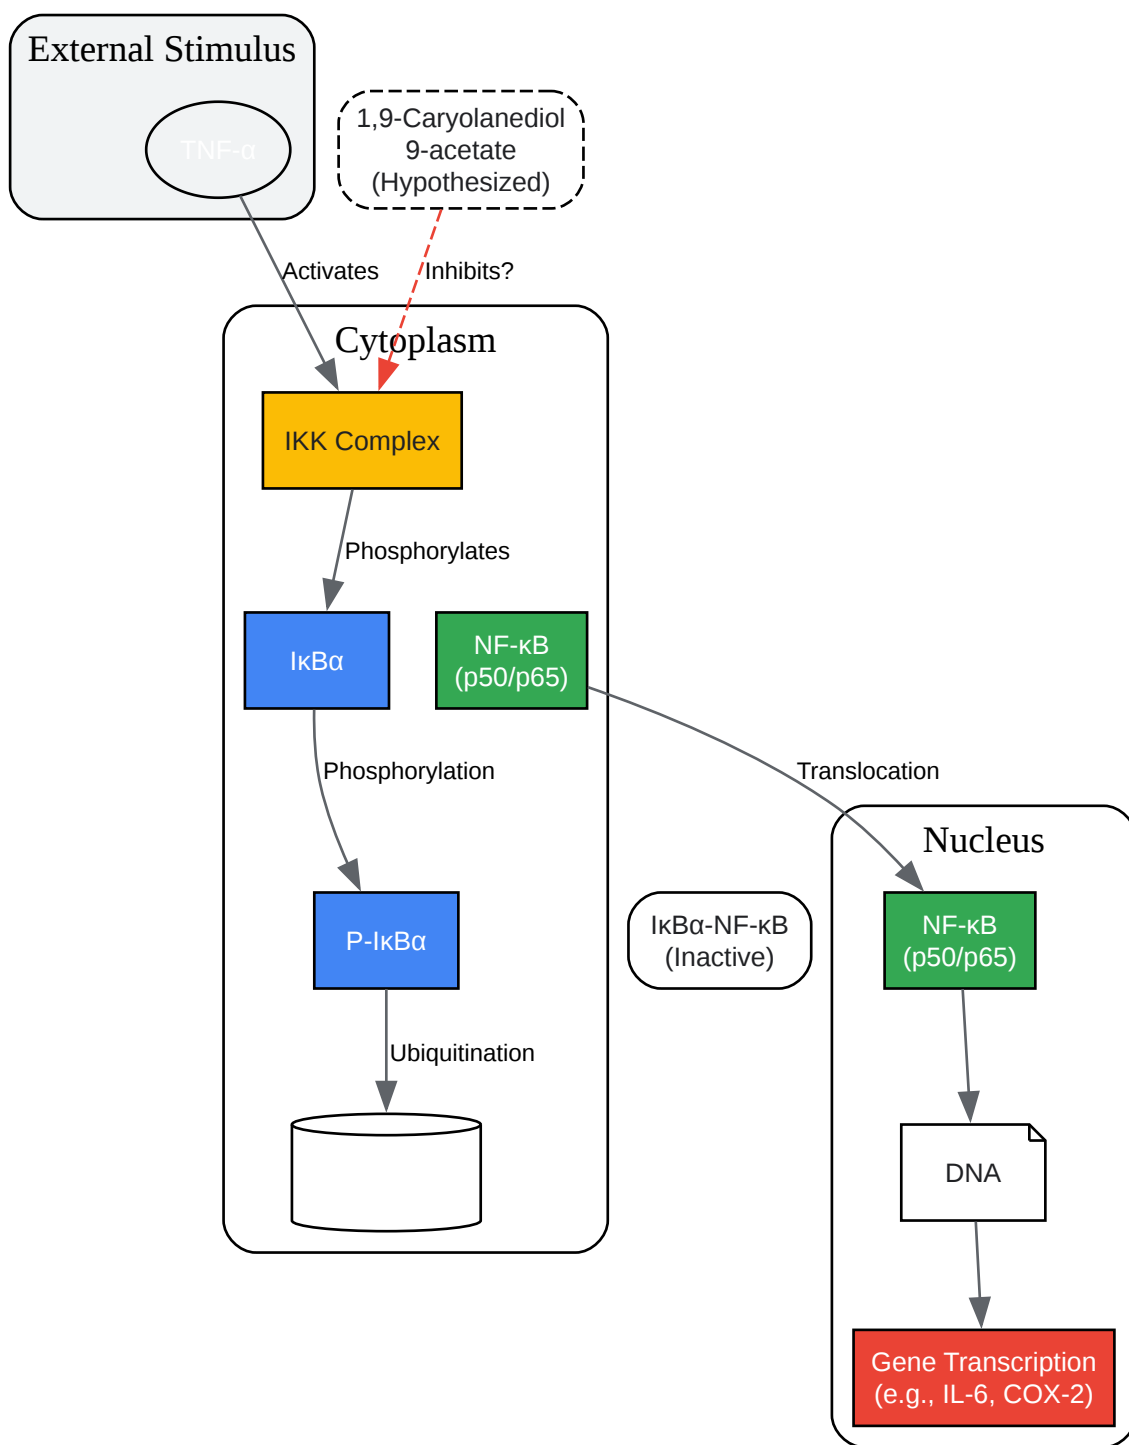 External Stimulus
TNF-α
1,9-Caryolanediol
9-acetate
(Hypothesized)
Activates
Inhibits?
Cytoplasm
IKK Complex
Phosphorylates
IκBα
NF-κB
(p50/p65)
Phosphorylation
Translocation
Nucleus
P-IκBα
IκBα-NF-κB
(Inactive)
NF-κB
(p50/p65)
Ubiquitination
DNA
Gene Transcription
(e.g., IL-6, COX-2)